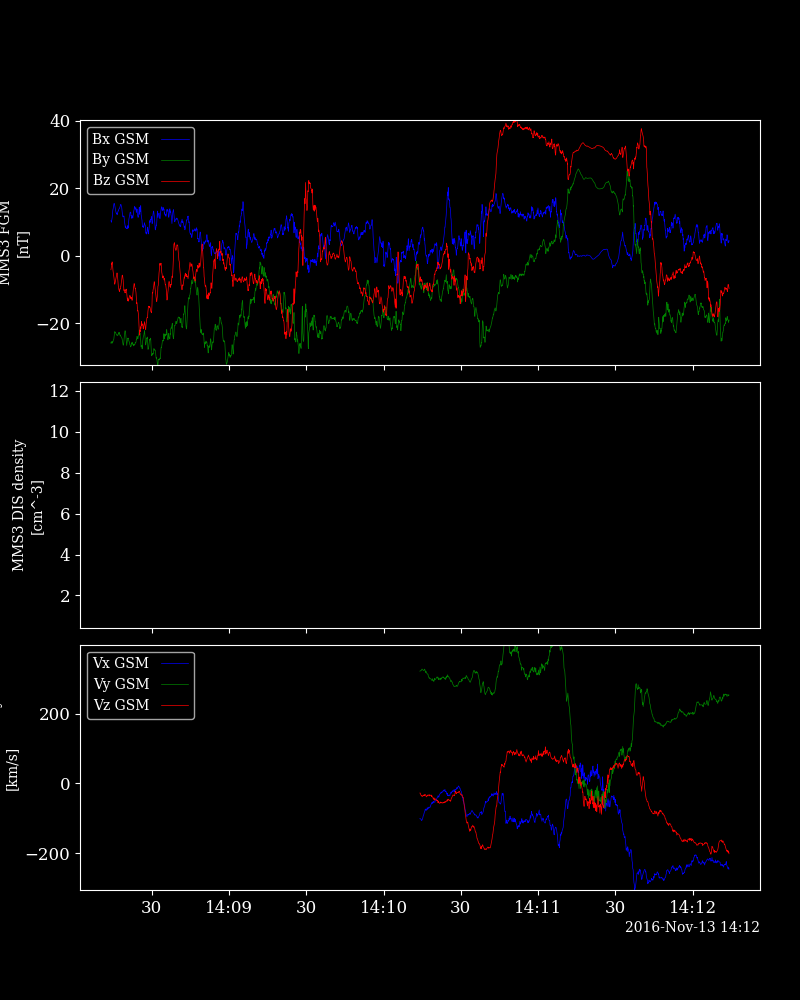 40
20
0
−20
MMS3 FGM
[nT]
Bx GSM
By GSM
Bz GSM
12
10
8
6
4
2
MMS3 DIS density
[cm^-3]
200
0
−200
[km/s]
Vx GSM
Vy GSM
Vz GSM
30 14:09 30 14:10 30 14:11 30 14:12
2016-Nov-13 14:12